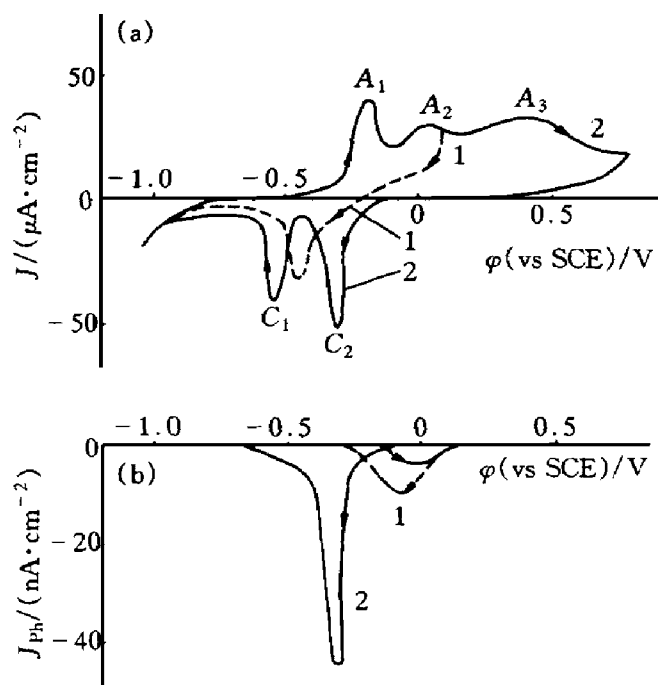 (a)
50
A₁
A₂
A₃
2
1
-1.0
-0.5
0
0
0.5
1
φ(vs SCE)/V
2
J/(μA·cm⁻²)
C₁
C₂
-50
-1.0
-0.5
0
0.5
0
(b)
φ(vs SCE)/V
1
-20
2
J_Ph/(nA·cm⁻²)
-40